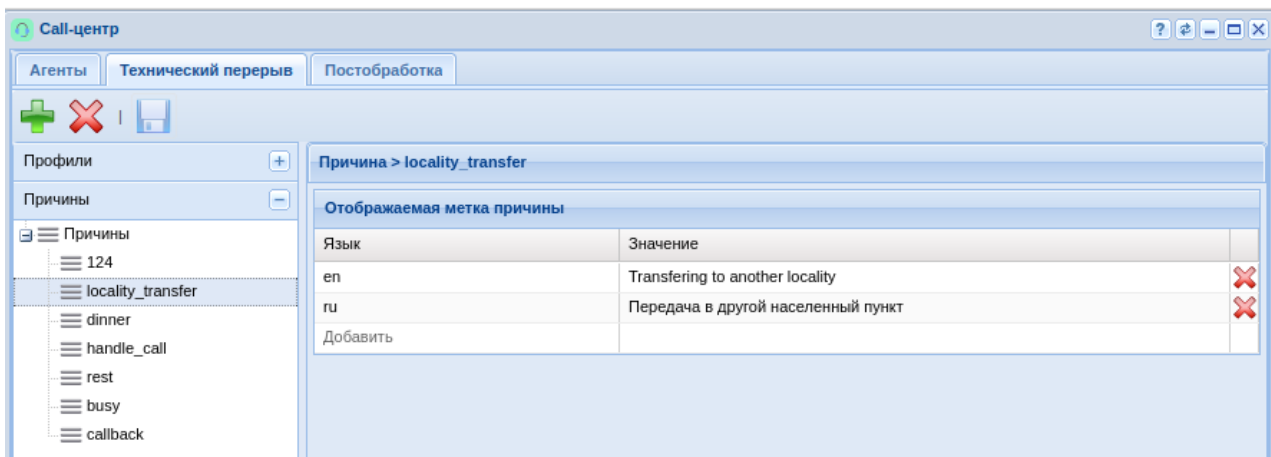 Call-центр
Агенты Технический перерыв Постобработка
Профили
Причина > locality_transfer
Причины
Отображаемая метка причины
Причины
Язык Значение
124
en Transfering to another locality
locality_transfer
ru Передача в другой населенный пункт
dinner
Добавить
handle_call
rest
busy
callback